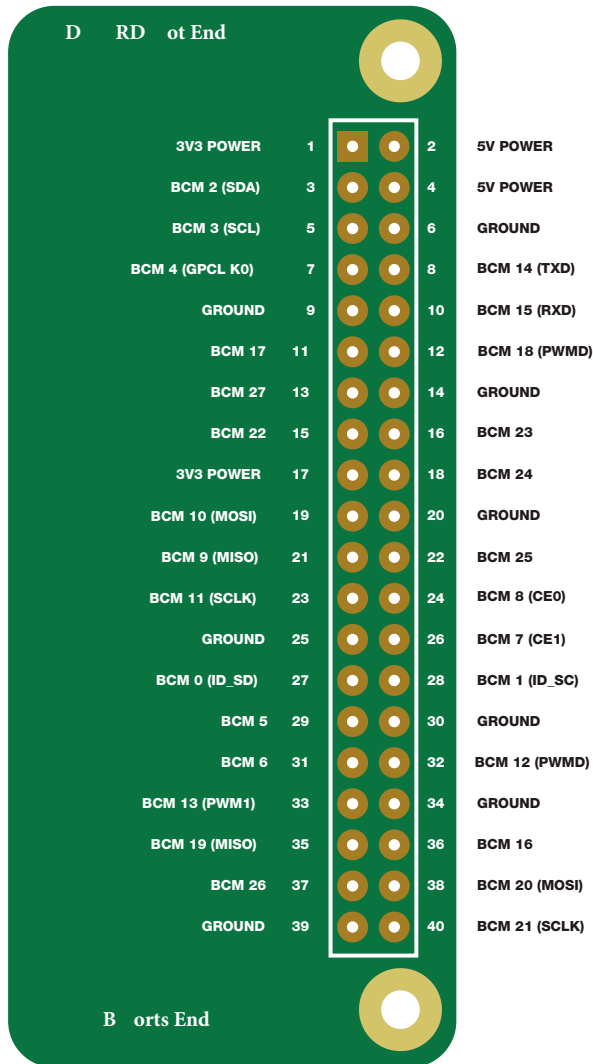 D RD ot End
3V3 POWER 1 2 5V POWER
BCM 2 (SDA) 3 4 5V POWER
BCM 3 (SCL) 5 6 GROUND
BCM 4 (GPCL K0) 7 8 BCM 14 (TXD)
GROUND 9 10 BCM 15 (RXD)
BCM 17 11 12 BCM 18 (PWMD)
BCM 27 13 14 GROUND
BCM 22 15 16 BCM 23
3V3 POWER 17 18 BCM 24
BCM 10 (MOSI) 19 20 GROUND
BCM 9 (MISO) 21 22 BCM 25
BCM 11 (SCLK) 23 24 BCM 8 (CE0)
GROUND 25 26 BCM 7 (CE1)
BCM 0 (ID_SD) 27 28 BCM 1 (ID_SC)
BCM 5 29 30 GROUND
BCM 6 31 32 BCM 12 (PWMD)
BCM 13 (PWM1) 33 34 GROUND
BCM 19 (MISO) 35 36 BCM 16
BCM 26 37 38 BCM 20 (MOSI)
GROUND 39 40 BCM 21 (SCLK)
B orts End